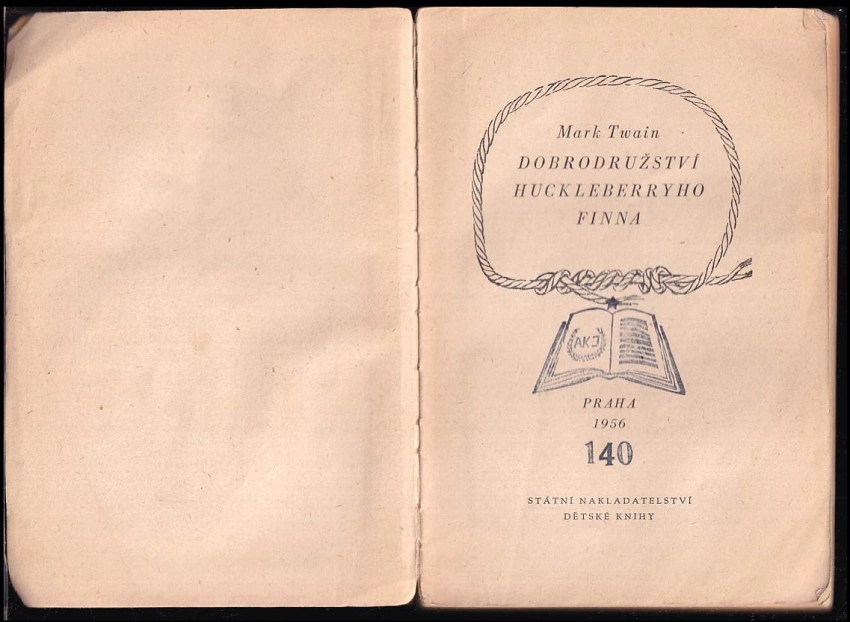 Mark Twain
DOBRODRUŽSTVÍ
HUCKLEBERRYHO
FINNA
AKJ
PRAHA
1956
140
STÁTNÍ NAKLADATELSTVÍ
DĚTSKÉ KNIHY